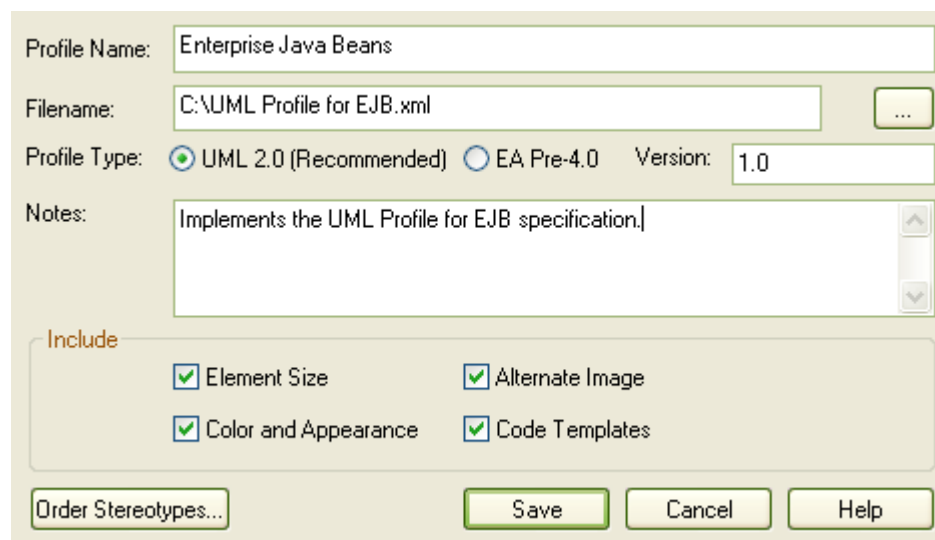 Profile Name: Enterprise Java Beans
Filename: C:\UML Profile for EJB.xml ...
Profile Type: UML 2.0 (Recommended) EA Pre-4.0 Version: 1.0
Notes: Implements the UML Profile for EJB specification.
Include
Element Size Alternate Image
Color and Appearance Code Templates
Order Stereotypes... Save Cancel Help